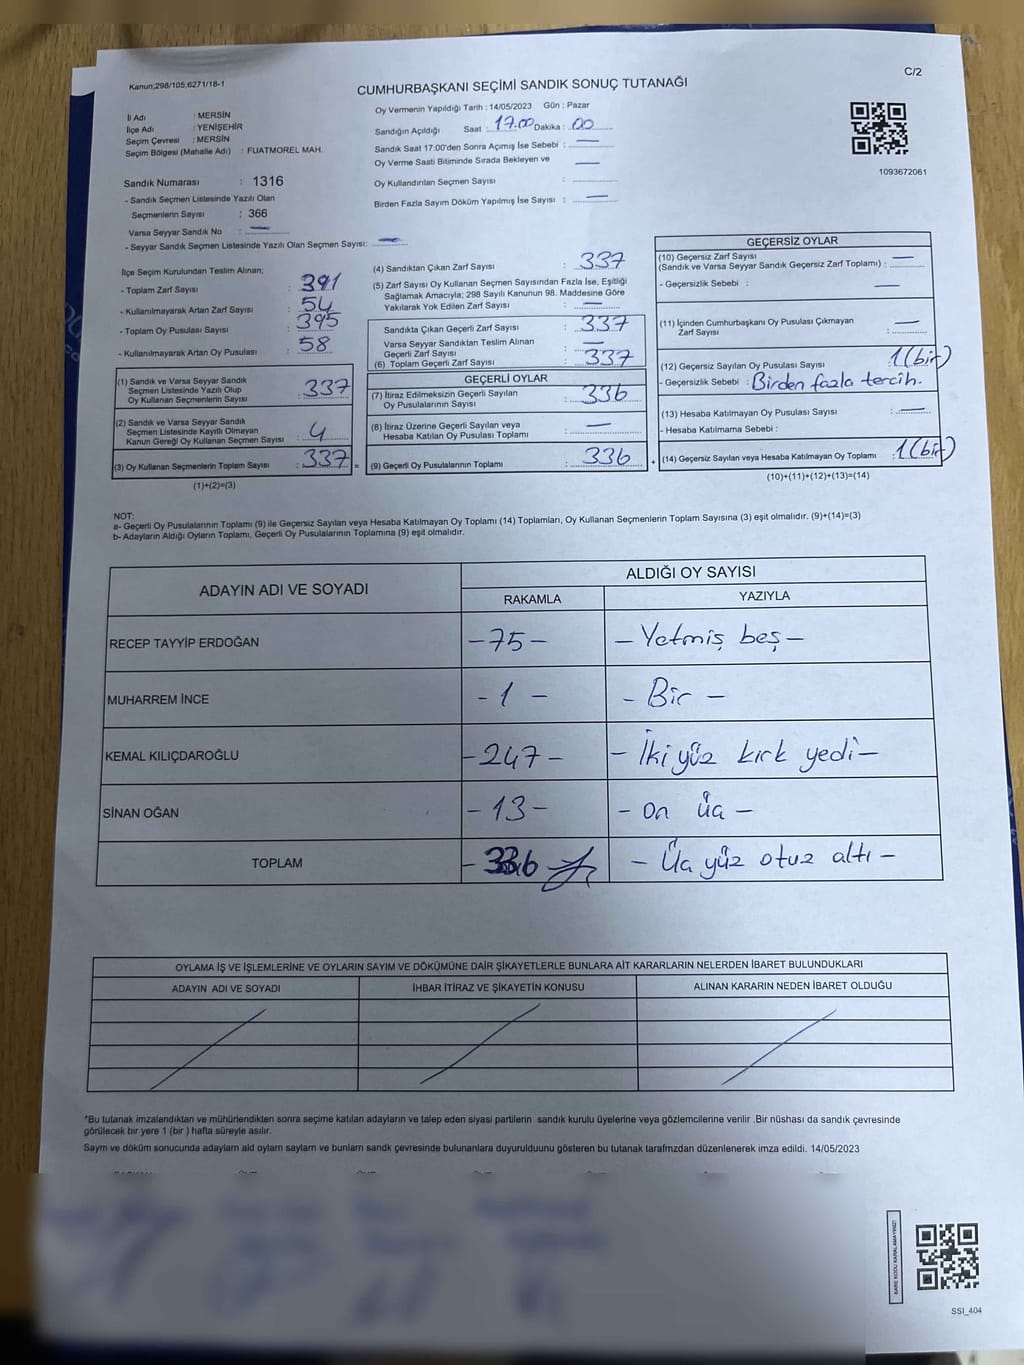 Kanun;298/105;6271/18-1
C/2
CUMHURBAŞKANI SEÇİMİ SANDIK SONUÇ TUTANAĞI
İl Adı : MERSİN
İlçe Adı : YENİŞEHİR
Seçim Çevresi : MERSİN
Seçim Bölgesi (Mahalle Adı) : FUATMOREL MAH.
Sandık Numarası : 1316
- Sandık Seçmen Listesinde Yazılı Olan
Seçmenlerin Sayısı : 366
Varsa Seyyar Sandık No : —
- Seyyar Sandık Seçmen Listesinde Yazılı Olan Seçmen Sayısı: —
Oy Vermenin Yapıldığı Tarih : 14/05/2023 Gün : Pazar
Sandığın Açıldığı Saat : 17.00 Dakika : 00
Sandık Saat 17:00'den Sonra Açımış İse Sebebi : —
Oy Verme Saati Bitiminde Sırada Bekleyen ve —
Oy Kullandırılan Seçmen Sayısı :
Birden Fazla Sayım Döküm Yapılmış İse Sayısı : —
1093672061
İlçe Seçim Kurulundan Teslim Alınan;
- Toplam Zarf Sayısı : 391
- Kullanılmayarak Artan Zarf Sayısı : 54
- Toplam Oy Pusulası Sayısı : 395
- Kullanılmayarak Artan Oy Pusulası : 58
(1) Sandık ve Varsa Seyyar Sandık
Seçmen Listesinde Yazılı Olup
Oy Kullanan Seçmenlerin Sayısı : 337
(2) Sandık ve Varsa Seyyar Sandık
Seçmen Listesinde Kayıtlı Olmayan
Kanun Gereği Oy Kullanan Seçmen Sayısı : 4
(3) Oy Kullanan Seçmenlerin Toplam Sayısı : 337 =
(1)+(2)=(3)
(4) Sandıktan Çıkan Zarf Sayısı : 337
(5) Zarf Sayısı Oy Kullanan Seçmen Sayısından Fazla İse, Eşitliği
Sağlamak Amacıyla; 298 Sayılı Kanunun 98. Maddesine Göre
Yakılarak Yok Edilen Zarf Sayısı : —
Sandıkta Çıkan Geçerli Zarf Sayısı : 337
Varsa Seyyar Sandıktan Teslim Alınan
Geçerli Zarf Sayısı : —
(6) Toplam Geçerli Zarf Sayısı : 337
GEÇERLİ OYLAR
(7) İtiraz Edilmeksizin Geçerli Sayılan
Oy Pusulalarının Sayısı : 336
(8) İtiraz Üzerine Geçerli Sayılan veya
Hesaba Katılan Oy Pusulası Toplamı : —
(9) Geçerli Oy Pusulalarının Toplamı : 336 +
GEÇERSİZ OYLAR
(10) Geçersiz Zarf Sayısı
(Sandık ve Varsa Seyyar Sandık Geçersiz Zarf Toplamı) : —
- Geçersizlik Sebebi : —
(11) İçinden Cumhurbaşkanı Oy Pusulası Çıkmayan
Zarf Sayısı : —
(12) Geçersiz Sayılan Oy Pusulası Sayısı : 1 (bir)
- Geçersizlik Sebebi : Birden fazla tercih.
(13) Hesaba Katılmayan Oy Pusulası Sayısı : —
- Hesaba Katılmama Sebebi :
(14) Geçersiz Sayılan veya Hesaba Katılmayan Oy Toplamı : 1 (bir)
(10)+(11)+(12)+(13)=(14)
NOT:
a- Geçerli Oy Pusulalarının Toplamı (9) ile Geçersiz Sayılan veya Hesaba Katılmayan Oy Toplamı (14) Toplamları, Oy Kullanan Seçmenlerin Toplam Sayısına (3) eşit olmalıdır. (9)+(14)=(3)
b- Adayların Aldığı Oyların Toplamı, Geçerli Oy Pusulalarının Toplamına (9) eşit olmalıdır.
ADAYIN ADI VE SOYADI
ALDIĞI OY SAYISI
RAKAMLA YAZIYLA
RECEP TAYYİP ERDOĞAN - 75 - - Yetmiş beş -
MUHARREM İNCE - 1 - - Bir -
KEMAL KILIÇDAROĞLU - 247 - - İki yüz kırk yedi -
SİNAN OĞAN - 13 - - On üç -
TOPLAM - 336 - Üç yüz otuz altı -
OYLAMA İŞ VE İŞLEMLERİNE VE OYLARIN SAYIM VE DÖKÜMÜNE DAİR ŞİKAYETLERLE BUNLARA AİT KARARLARIN NELERDEN İBARET BULUNDUKLARI
ADAYIN ADI VE SOYADI İHBAR İTİRAZ VE ŞİKAYETİN KONUSU ALINAN KARARIN NEDEN İBARET OLDUĞU
*Bu tutanak imzalandıktan ve mühürlendiklen sonra seçime katılan adayların ve talep eden siyasi partilerin sandık kurulu üyelerine veya gözlemcilerine verilir .Bir nüshası da sandık çevresinde
görülecek bir yere 1 (bir ) hafta süreyle asılır.
Saym ve döküm sonucunda adaylarn ald oylarn saylarn ve bunlarn sandk çevresinde bulunanlara duyurulduunu gösteren bu tutanak tarafmzdan düzenlenerek imza edildi. 14/05/2023
KARE KODU KARALAMAYINIZ!
SSI_404